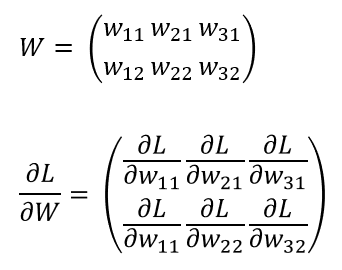 W = (w₁₁ w₂₁ w₃₁
w₁₂ w₂₂ w₃₂)
∂L/∂W = (∂L/∂w₁₁ ∂L/∂w₂₁ ∂L/∂w₃₁
∂L/∂w₁₁ ∂L/∂w₂₂ ∂L/∂w₃₂)